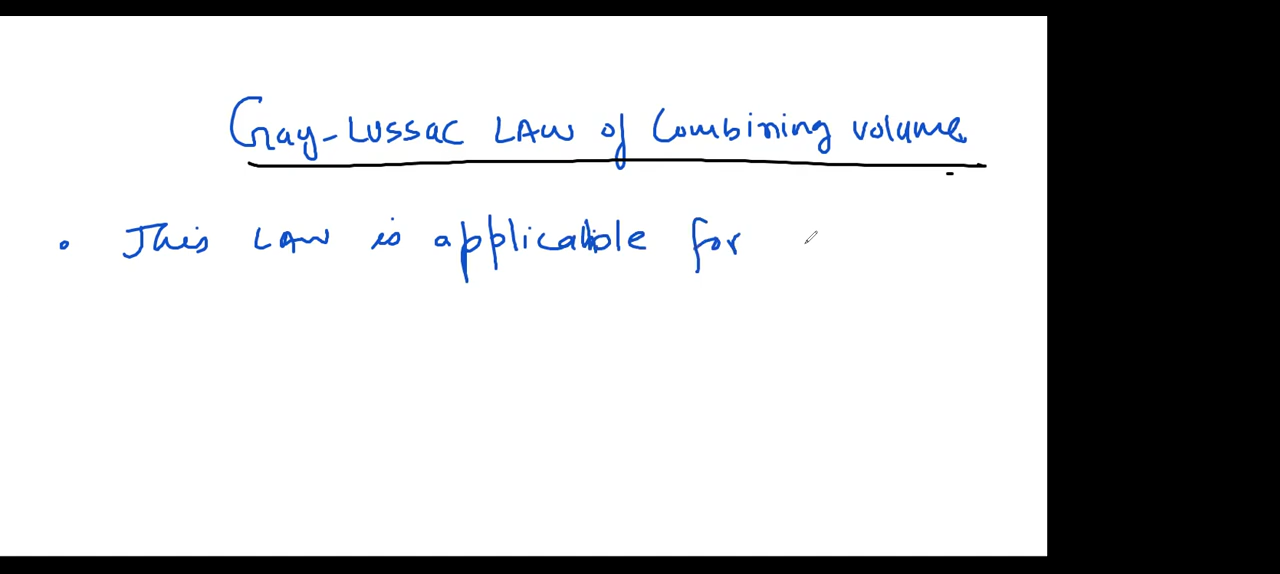 Gay-Lussac LAW of Combining volume
• This LAW is applicable for